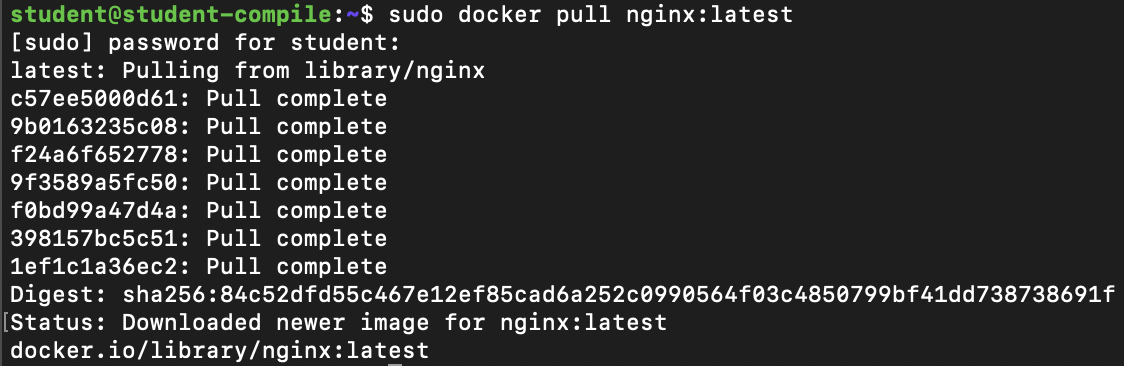 student@student-compile:~$ sudo docker pull nginx:latest
[sudo] password for student:
latest: Pulling from library/nginx
c57ee5000d61: Pull complete
9b0163235c08: Pull complete
f24a6f652778: Pull complete
9f3589a5fc50: Pull complete
f0bd99a47d4a: Pull complete
398157bc5c51: Pull complete
1ef1c1a36ec2: Pull complete
Digest: sha256:84c52dfd55c467e12ef85cad6a252c0990564f03c4850799bf41dd738738691f
Status: Downloaded newer image for nginx:latest
docker.io/library/nginx:latest